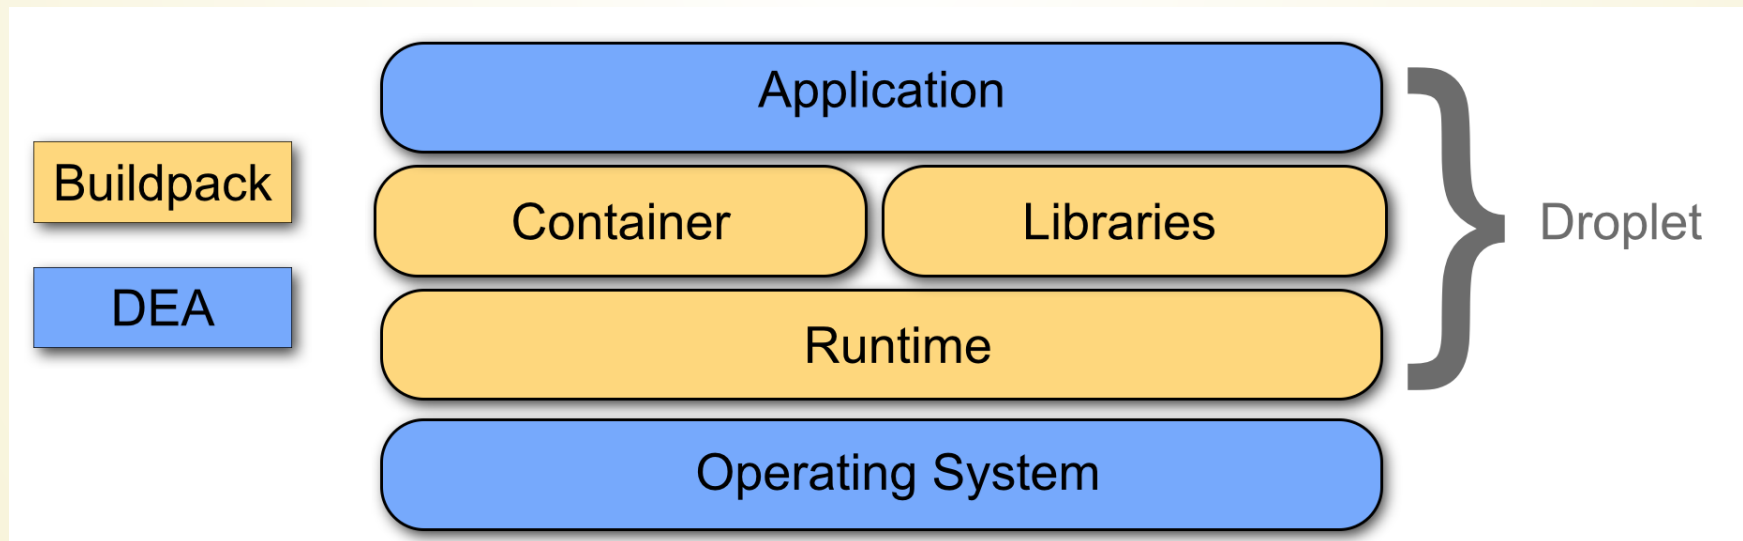 Application
Buildpack
Container
Libraries
Droplet
DEA
Runtime
Operating System